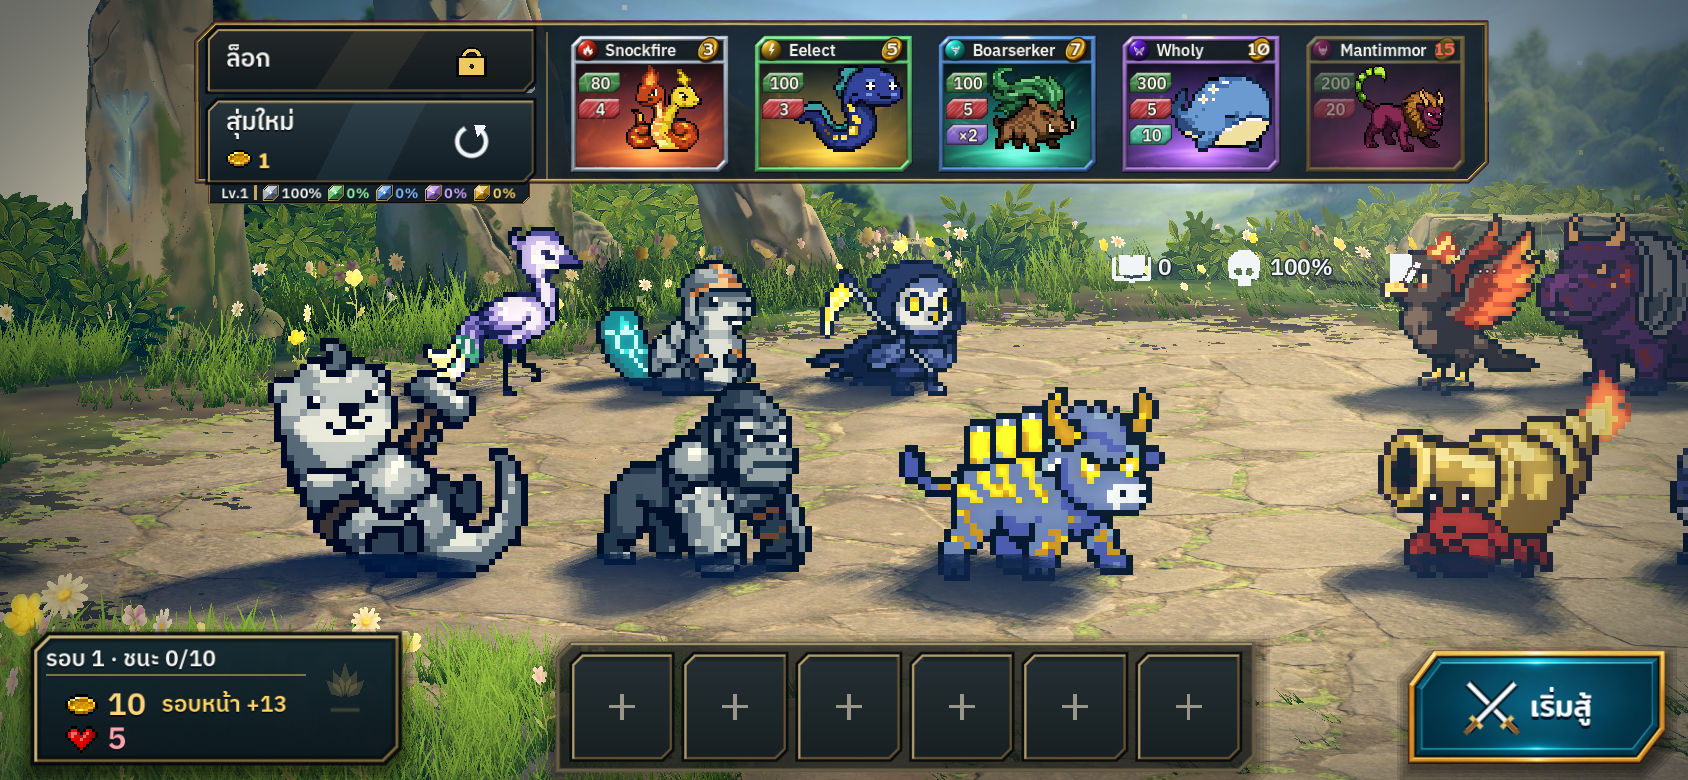 ล็อก
สุ่มใหม่
1
Lv.1 100% 0% 0% 0% 0%
Snockfire 3
80
4
Eelect 5
100
3
Boarserker 7
100
5
×2
Wholy 10
300
5
10
Mantimmor 15
200
20
0 100%
รอบ 1 · ชนะ 0/10
10 รอบหน้า +13
5
+ + + + + +
เริ่มสู้